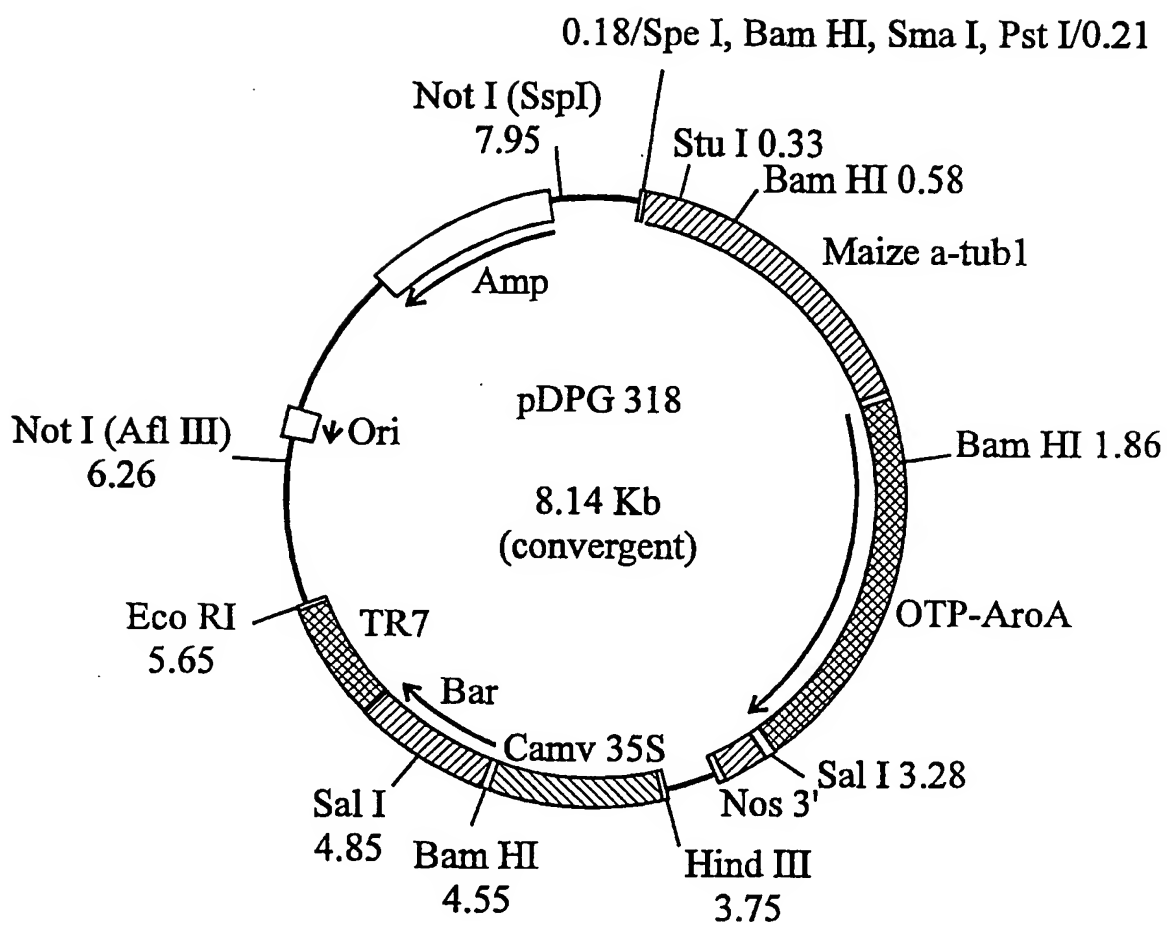 0.18/Spe I, Bam HI, Sma I, Pst I/0.21
Not I (SspI)
7.95
Stu I 0.33
Bam HI 0.58
Maize a-tub1
Amp
pDPG 318
Not I (Afl III)
6.26
Ori
Bam HI 1.86
8.14 Kb
(convergent)
Eco RI
5.65
TR7
OTP-AroA
Bar
Camv 35S
Sal I 3.28
Nos 3'
Sal I
4.85
Bam HI
4.55
Hind III
3.75